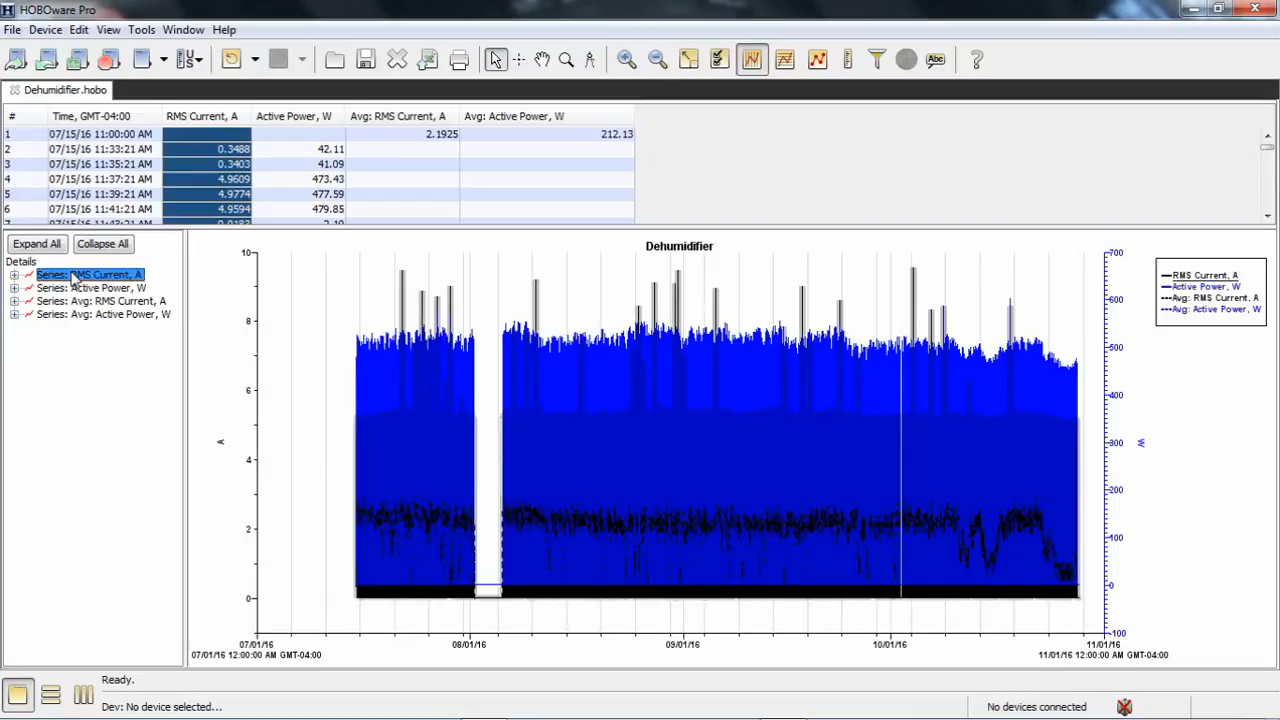 HOBOware Pro
File Device Edit View Tools Window Help
Dehumidifier.hobo
# Time, GMT-04:00 RMS Current, A Active Power, W Avg: RMS Current, A Avg: Active Power, W
1 07/15/16 11:00:00 AM 2.1925 212.13
2 07/15/16 11:33:21 AM 0.3488 42.11
3 07/15/16 11:35:21 AM 0.3403 41.09
4 07/15/16 11:37:21 AM 4.9609 473.43
5 07/15/16 11:39:21 AM 4.9774 477.59
6 07/15/16 11:41:21 AM 4.9594 479.85
Expand All Collapse All
Details
Series: RMS Current, A
Series: Active Power, W
Series: Avg: RMS Current, A
Series: Avg: Active Power, W
Dehumidifier
10
8
6
4
2
0
A
700
600
500
400
300
200
100
0
-100
W
RMS Current, A
Active Power, W
Avg: RMS Current, A
Avg: Active Power, W
07/01/16 08/01/16 09/01/16 10/01/16 11/01/16
07/01/16 12:00:00 AM GMT-04:00 11/01/16 12:00:00 AM GMT-04:00
Ready.
Dev: No device selected... No devices connected